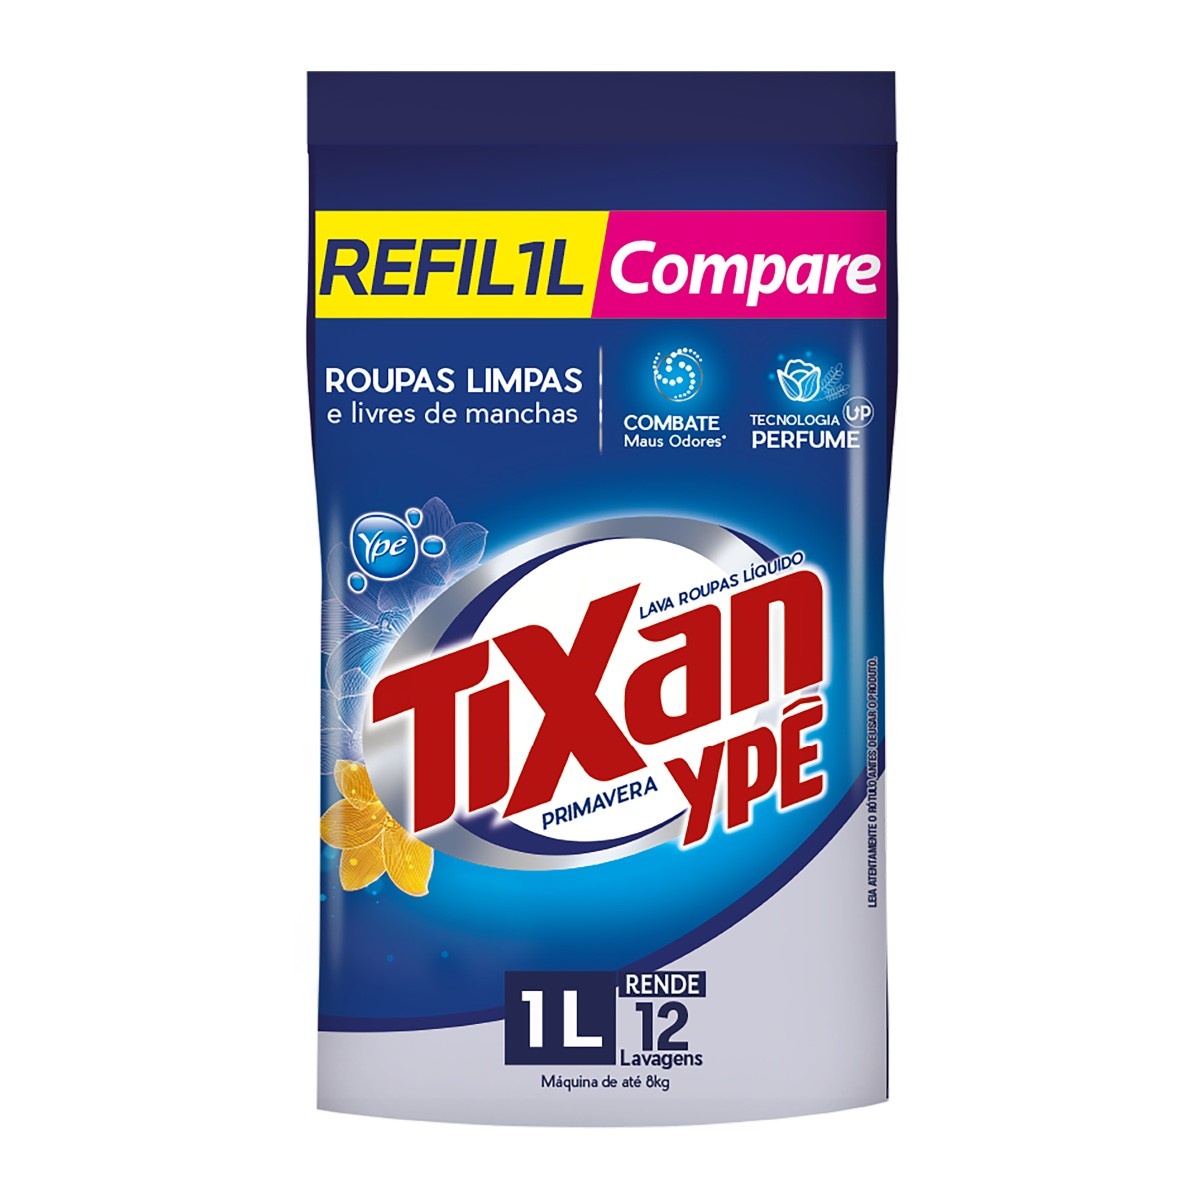 REFIL 1L Compare
ROUPAS LIMPAS
e livres de manchas
COMBATE
Maus Odores*
TECNOLOGIA UP
PERFUME
Ypê
LAVA ROUPAS LÍQUIDO
TIXan
YPÊ
PRIMAVERA
LEIA ATENTAMENTE O RÓTULO ANTES DE USAR O PRODUTO.
1 L
RENDE
12
Lavagens
Máquina de até 8kg